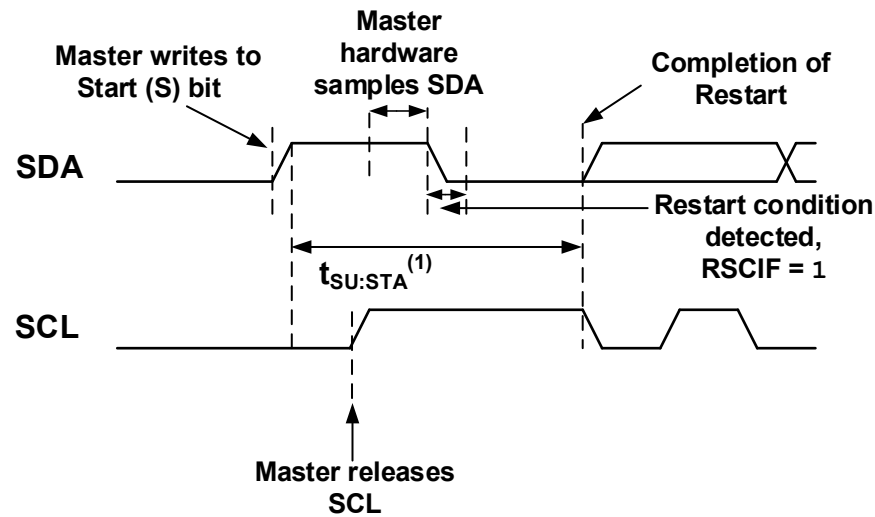 Master writes to
Start (S) bit
Master
hardware
samples SDA
Completion of
Restart
SDA
Restart condition
detected,
RSCIF = 1
tSU:STA(1)
SCL
Master releases
SCL